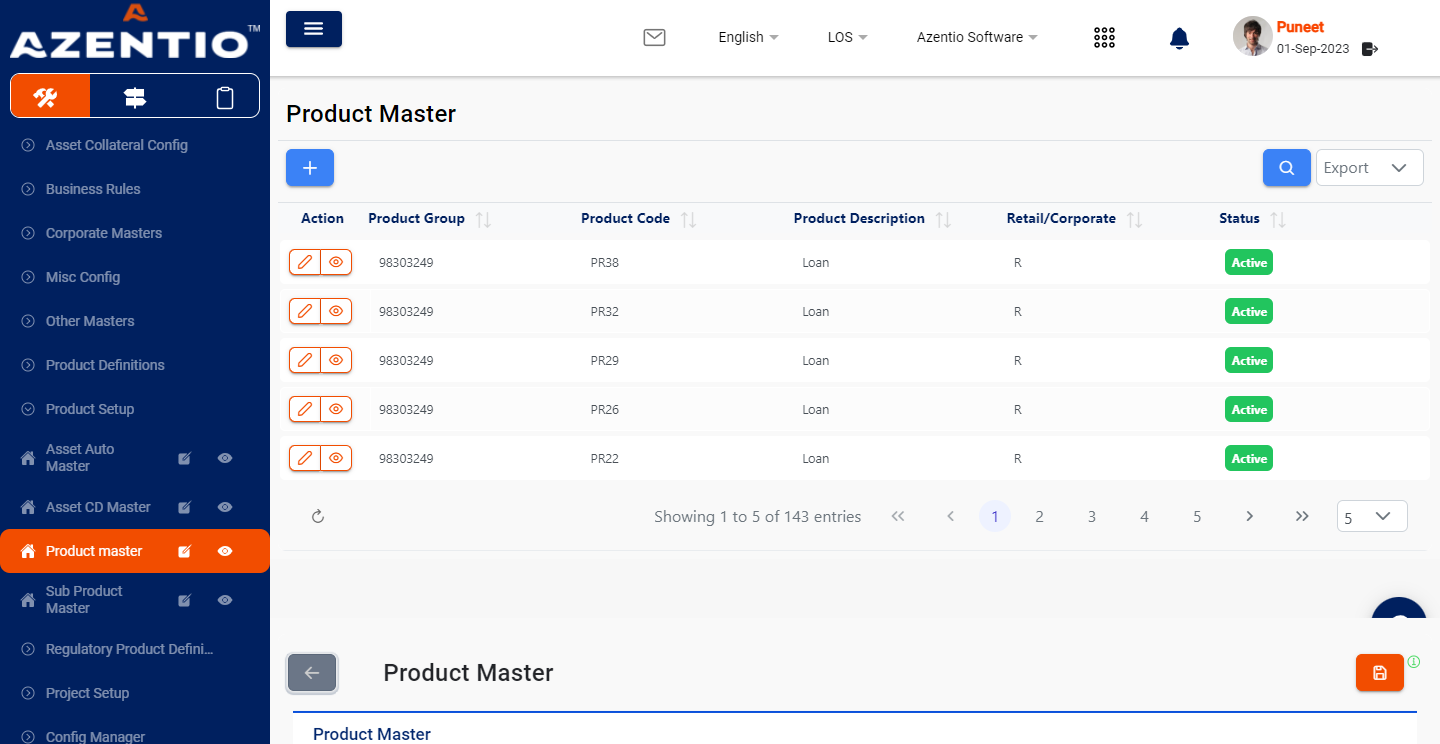 AZENTIO™
English
LOS
Azentio Software
Puneet
01-Sep-2023
Asset Collateral Config
Business Rules
Corporate Masters
Misc Config
Other Masters
Product Definitions
Product Setup
Asset Auto
Master
Asset CD Master
Product master
Sub Product
Master
Regulatory Product Defini...
Project Setup
Config Manager
Product Master
Export
Action Product Group Product Code Product Description Retail/Corporate Status
98303249 PR38 Loan R Active
98303249 PR32 Loan R Active
98303249 PR29 Loan R Active
98303249 PR26 Loan R Active
98303249 PR22 Loan R Active
Showing 1 to 5 of 143 entries 1 2 3 4 5 5
Product Master
Product Master